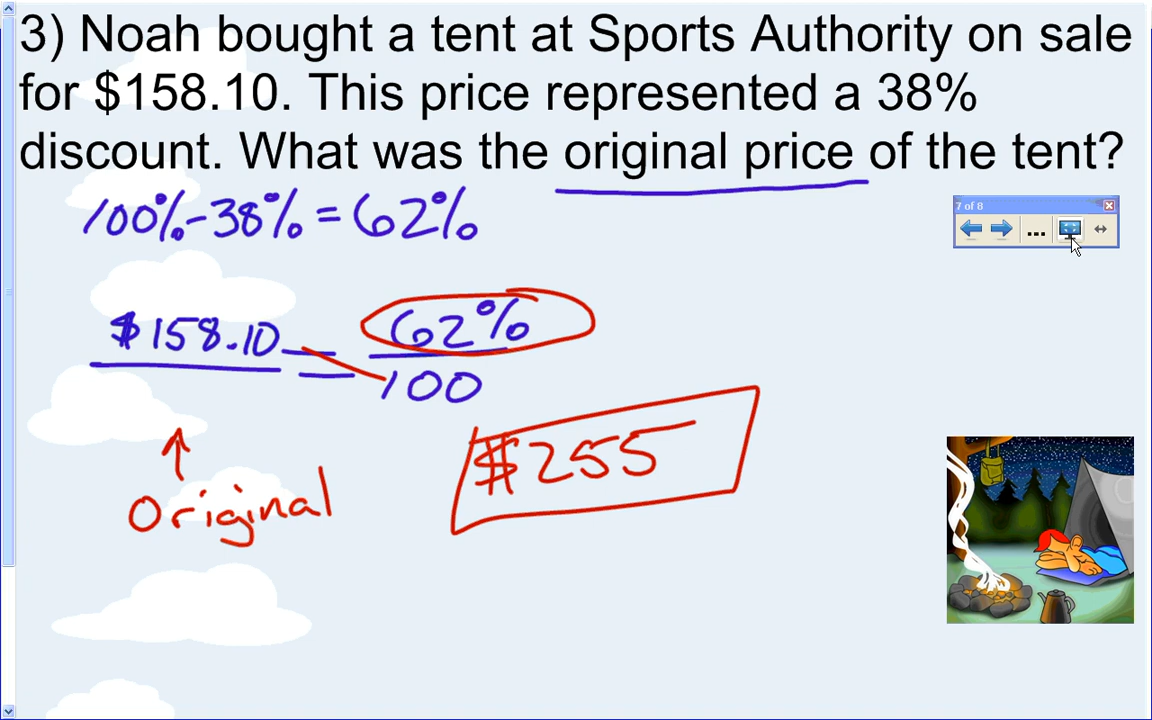 3) Noah bought a tent at Sports Authority on sale
for $158.10. This price represented a 38%
discount. What was the original price of the tent?
100% - 38% = 62%
7 of 8
$158.10 = 62%
100
$255
Original